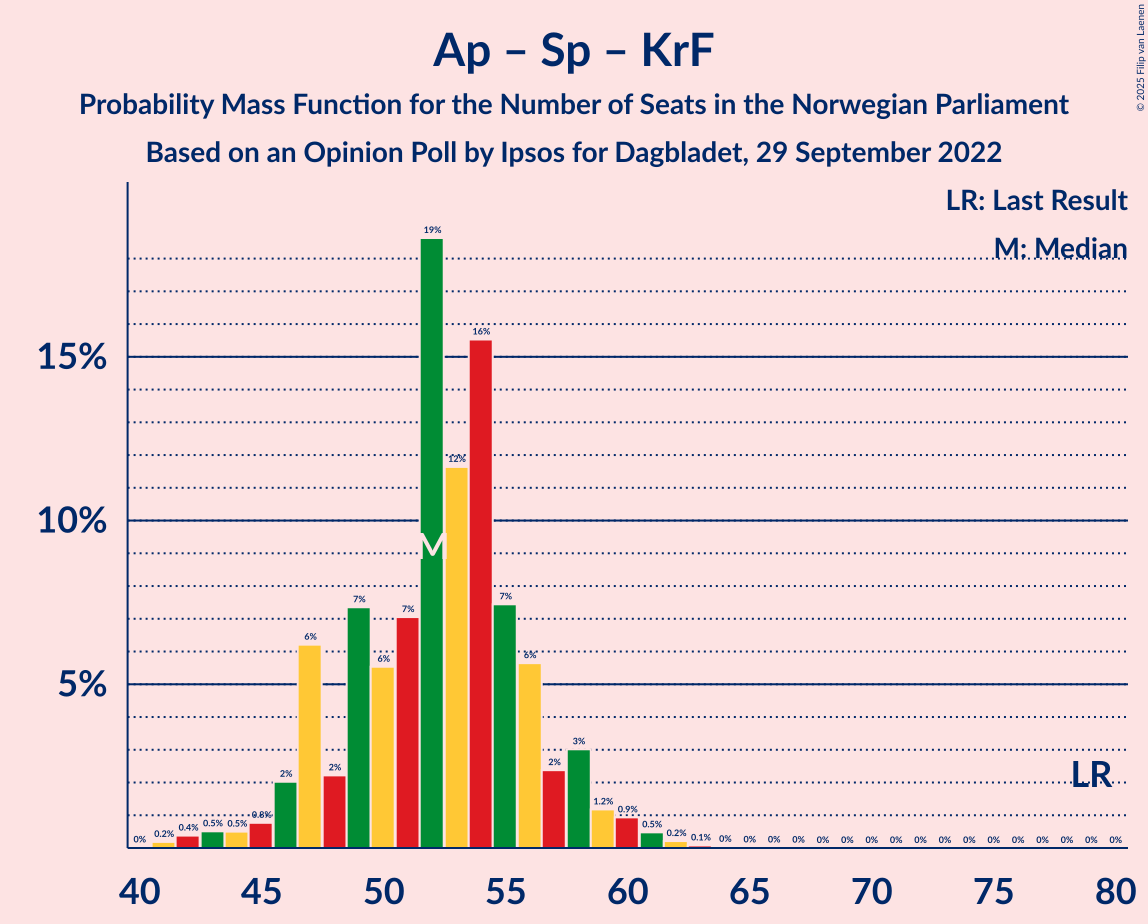 Ap – Sp – KrF
Probability Mass Function for the Number of Seats in the Norwegian Parliament
Based on an Opinion Poll by Ipsos for Dagbladet, 29 September 2022
© 2025 Filip van Laenen
LR: Last Result
M: Median
15%
10%
5%
0% 0.2% 0.4% 0.5% 0.5% 0.8% 2% 6% 2% 7% 6% 7% 19% 12% 16% 7% 6% 2% 3% 1.2% 0.9% 0.5% 0.2% 0.1% 0% 0% 0% 0% 0% 0% 0% 0% 0% 0% 0% 0% 0% 0% 0% 0% 0%
M
LR
40 45 50 55 60 65 70 75 80